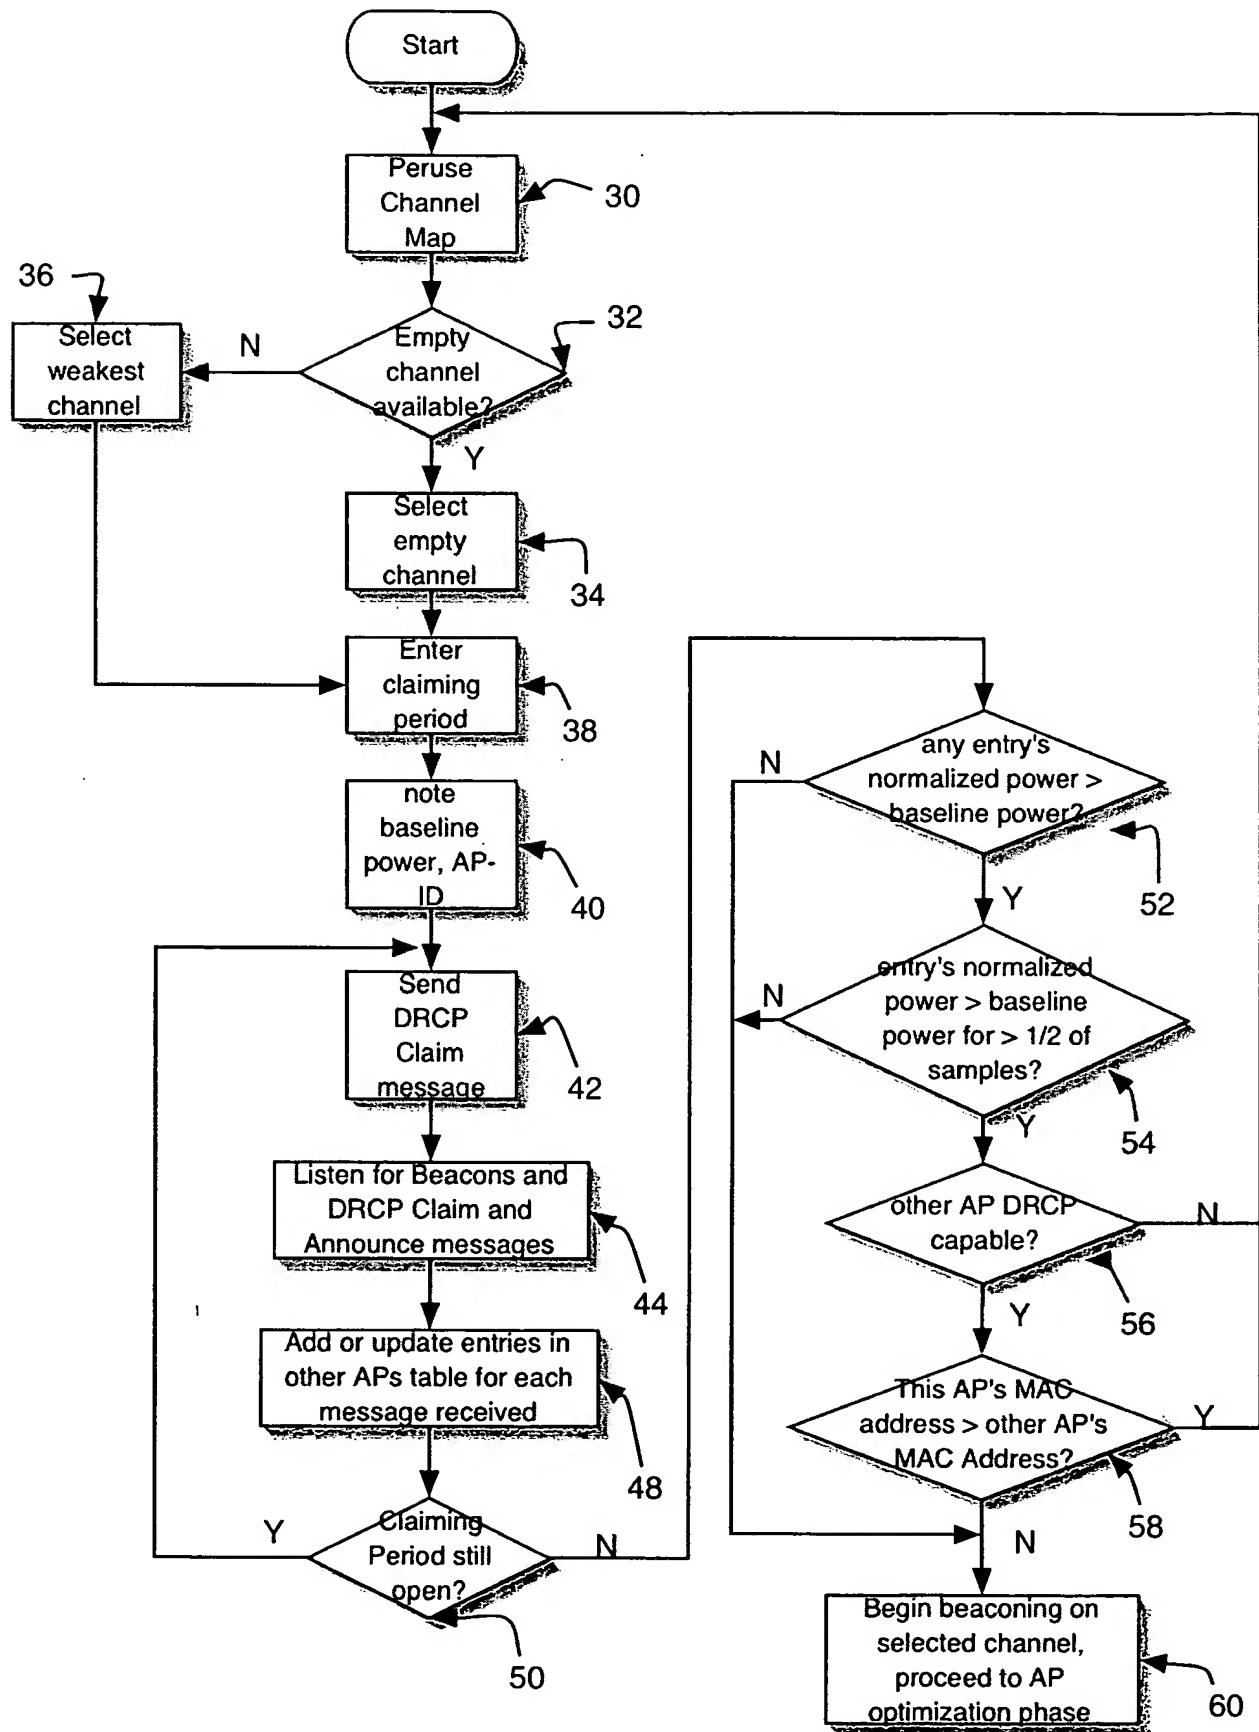 Start
Peruse
Channel
Map
30
36
Select
weakest
channel
N
Empty
channel
available?
32
Y
Select
empty
channel
34
Enter
claiming
period
38
note
baseline
power, AP-
ID
40
Send
DRCP
Claim
message
42
Listen for Beacons and
DRCP Claim and
Announce messages
44
Add or update entries in
other APs table for each
message received
48
Y
Claiming
Period still
open?
N
50
N
any entry's
normalized power >
baseline power?
52
Y
N
entry's normalized
power > baseline
power for > 1/2 of
samples?
54
Y
other AP DRCP
capable?
N
56
Y
This AP's MAC
address > other AP's
MAC Address?
Y
58
N
Begin beaconing on
selected channel,
proceed to AP
optimization phase
60